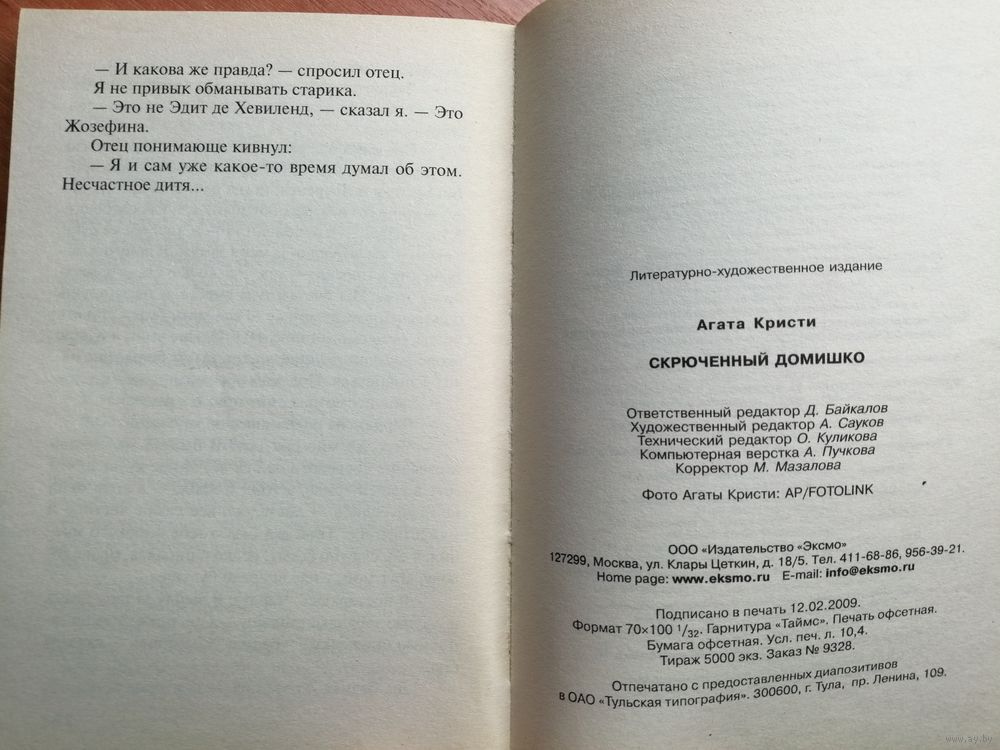 — И какова же правда? — спросил отец.
Я не привык обманывать старика.
— Это не Эдит де Хевиленд, — сказал я. — Это
Жозефина.
Отец понимающе кивнул:
— Я и сам уже какое-то время думал об этом.
Несчастное дитя...
Литературно-художественное издание
Агата Кристи
СКРЮЧЕННЫЙ ДОМИШКО
Ответственный редактор Д. Байкалов
Художественный редактор А. Сауков
Технический редактор О. Куликова
Компьютерная верстка А. Пучкова
Корректор М. Мазалова
Фото Агаты Кристи: AP/FOTOLINK
ООО «Издательство «Эксмо»
127299, Москва, ул. Клары Цеткин, д. 18/5. Тел. 411-68-86, 956-39-21.
Home page: www.eksmo.ru E-mail: info@eksmo.ru
Подписано в печать 12.02.2009.
Формат 70×100 1/32. Гарнитура «Таймс». Печать офсетная.
Бумага офсетная. Усл. печ. л. 10,4.
Тираж 5000 экз. Заказ № 9328.
Отпечатано с предоставленных диапозитивов
в ОАО «Тульская типография». 300600, г. Тула, пр. Ленина, 109.
www.ay.by